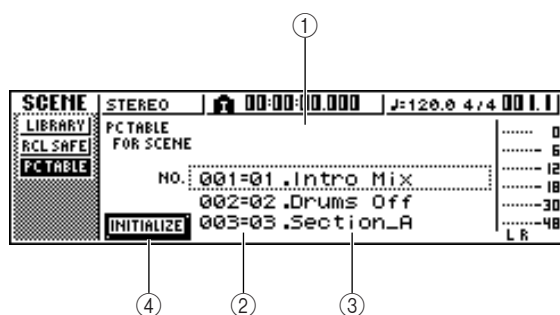 ①
SCENE STEREO 00:00:00.000 ♩=120.0 4/4 001.1
LIBRARY
RCL SAFE
PC TABLE
PC TABLE
FOR SCENE
NO. 001=01.Intro Mix
002=02.Drums Off
003=03.Section_A
INITIALIZE
0
6
12
18
30
48
L R
④ ② ③